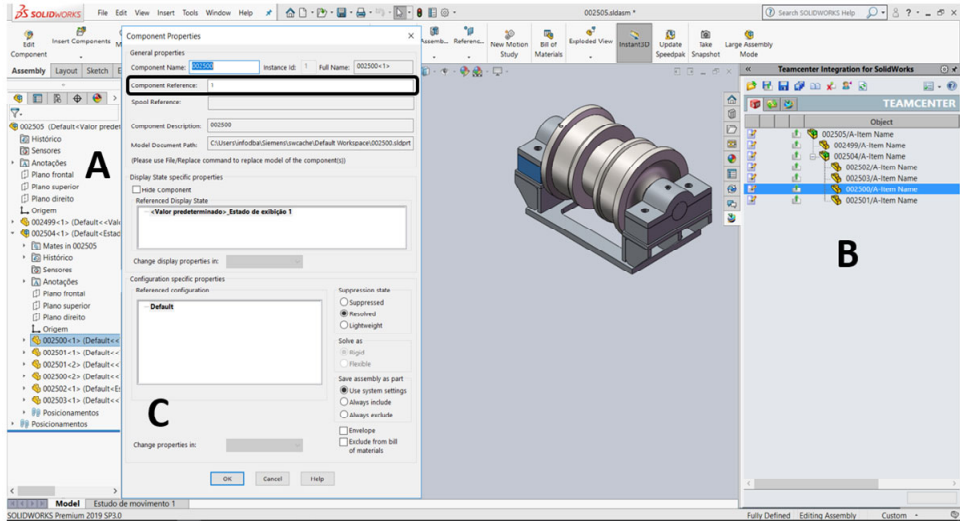 SOLIDWORKS File Edit View Insert Tools Window Help 002505.sldasm * Search SOLIDWORKS Help
Edit Component
Insert Components
Assemb...
Referenc...
New Motion Study
Bill of Materials
Exploded View
Instant3D
Update Speedpak
Take Snapshot
Large Assembly Mode
Assembly Layout Sketch E
002505 (Default<Valor predet
Histórico
Sensores
Anotações
Plano frontal
Plano superior
Plano direito
Origem
002499<1> (Default<<Val
002504<1> (Default<Estad
Mates in 002505
Histórico
Sensores
Anotações
Plano frontal
Plano superior
Plano direito
Origem
002500<1> (Default<<
002501<1> (Default<<
002501<2> (Default<<
002500<2> (Default<<
002502<1> (Default<Es
002503<1> (Default<<
Posicionamentos
Posicionamentos
A
Component Properties
General properties
Component Name: 002500 Instance Id: 1 Full Name: 002500<1>
Component Reference: 1
Spool Reference:
Component Description: 002500
Model Document Path: C:\Users\infodba\Siemens\swcache\Default Workspace\002500.sldprt
(Please use File/Replace command to replace model of the component(s))
Display State specific properties
Hide Component
Referenced Display State
<Valor predeterminado>_Estado de exibição 1
Change display properties in:
Configuration specific properties
Referenced configuration
Default
Suppression state
Suppressed
Resolved
Lightweight
Solve as
Rigid
Flexible
Save assembly as part
Use system settings
Always include
Always exclude
Envelope
Exclude from bill of materials
C
Change properties in:
OK Cancel Help
Teamcenter Integration for SolidWorks
TEAMCENTER
Object
002505/A-Item Name
002499/A-Item Name
002504/A-Item Name
002502/A-Item Name
002503/A-Item Name
002500/A-Item Name
002501/A-Item Name
B
Model Estudo de movimento 1
SOLIDWORKS Premium 2019 SP3.0 Fully Defined Editing Assembly Custom